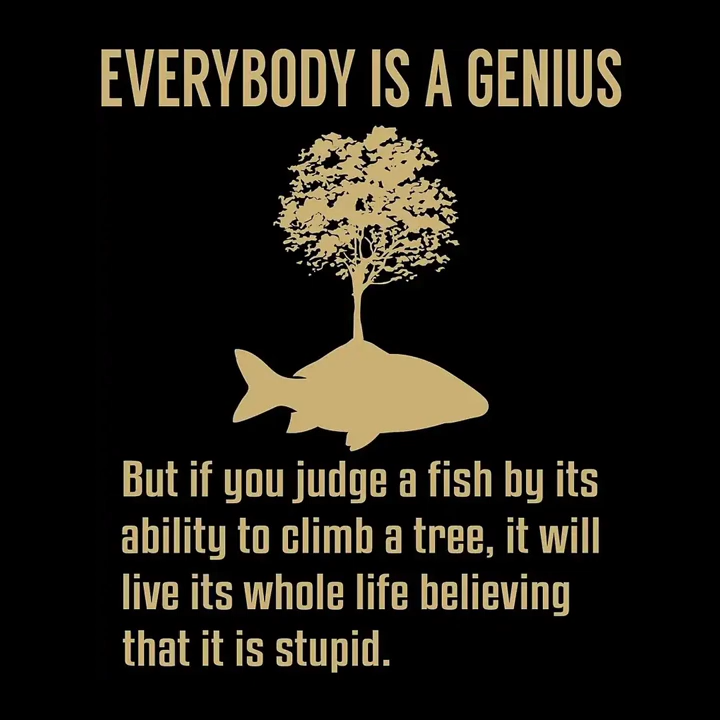 EVERYBODY IS A GENIUS
But if you judge a fish by its
ability to climb a tree, it will
live its whole life believing
that it is stupid.